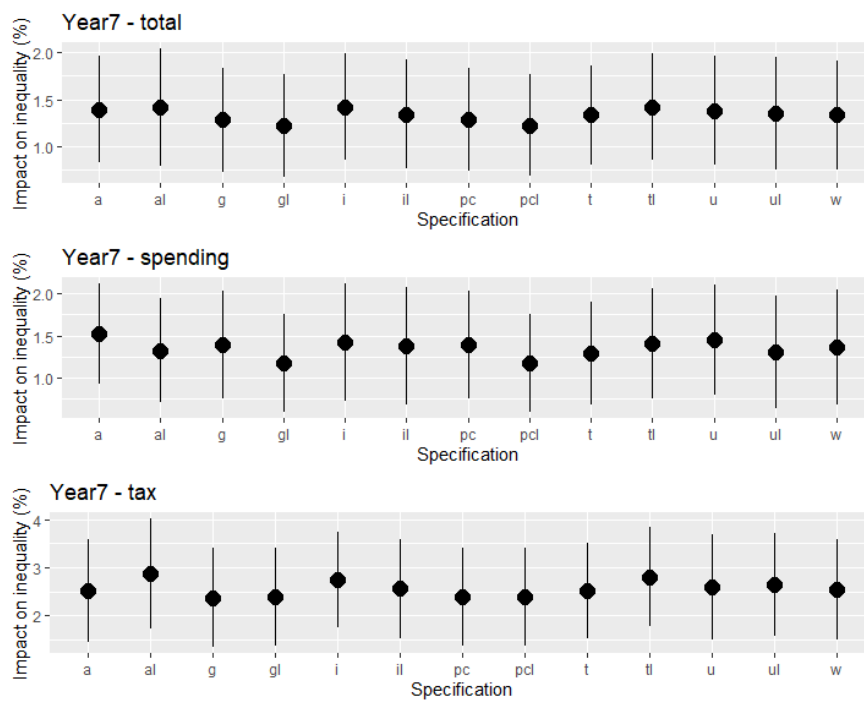 Year7 - total
Impact on inequality (%)
2.0
1.5
1.0
a al g gl i il pc pcl t tl u ul w
Specification
Year7 - spending
Impact on inequality (%)
2.0
1.5
1.0
a al g gl i il pc pcl t tl u ul w
Specification
Year7 - tax
Impact on inequality (%)
4
3
2
a al g gl i il pc pcl t tl u ul w
Specification